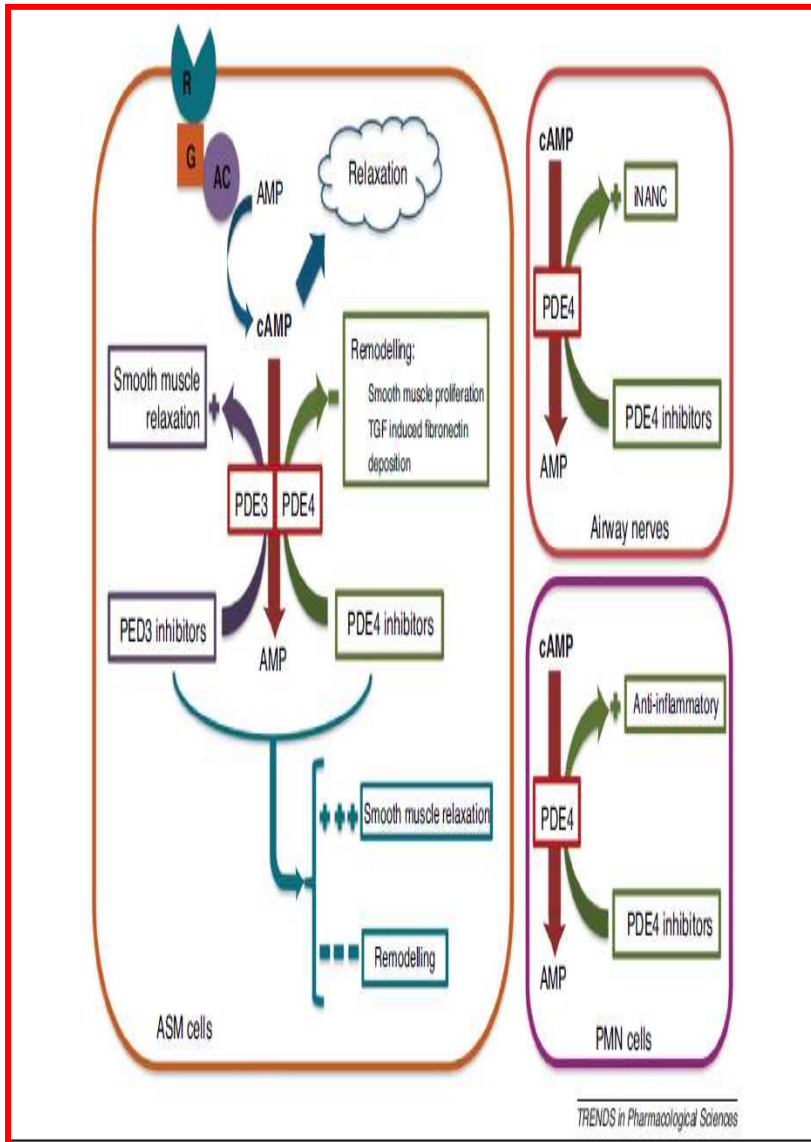 R
G
AC
AMP
Relaxation
cAMP
Smooth muscle
relaxation
+
-
Remodelling:
Smooth muscle proliferation
TGF induced fibronectin
deposition
PDE3
PDE4
PED3 inhibitors
AMP
PDE4 inhibitors
+++
Smooth muscle relaxation
---
Remodelling
ASM cells
cAMP
+
iNANC
PDE4
PDE4 inhibitors
AMP
Airway nerves
cAMP
+
Anti-inflammatory
PDE4
PDE4 inhibitors
AMP
PMN cells
TRENDS in Pharmacological Sciences